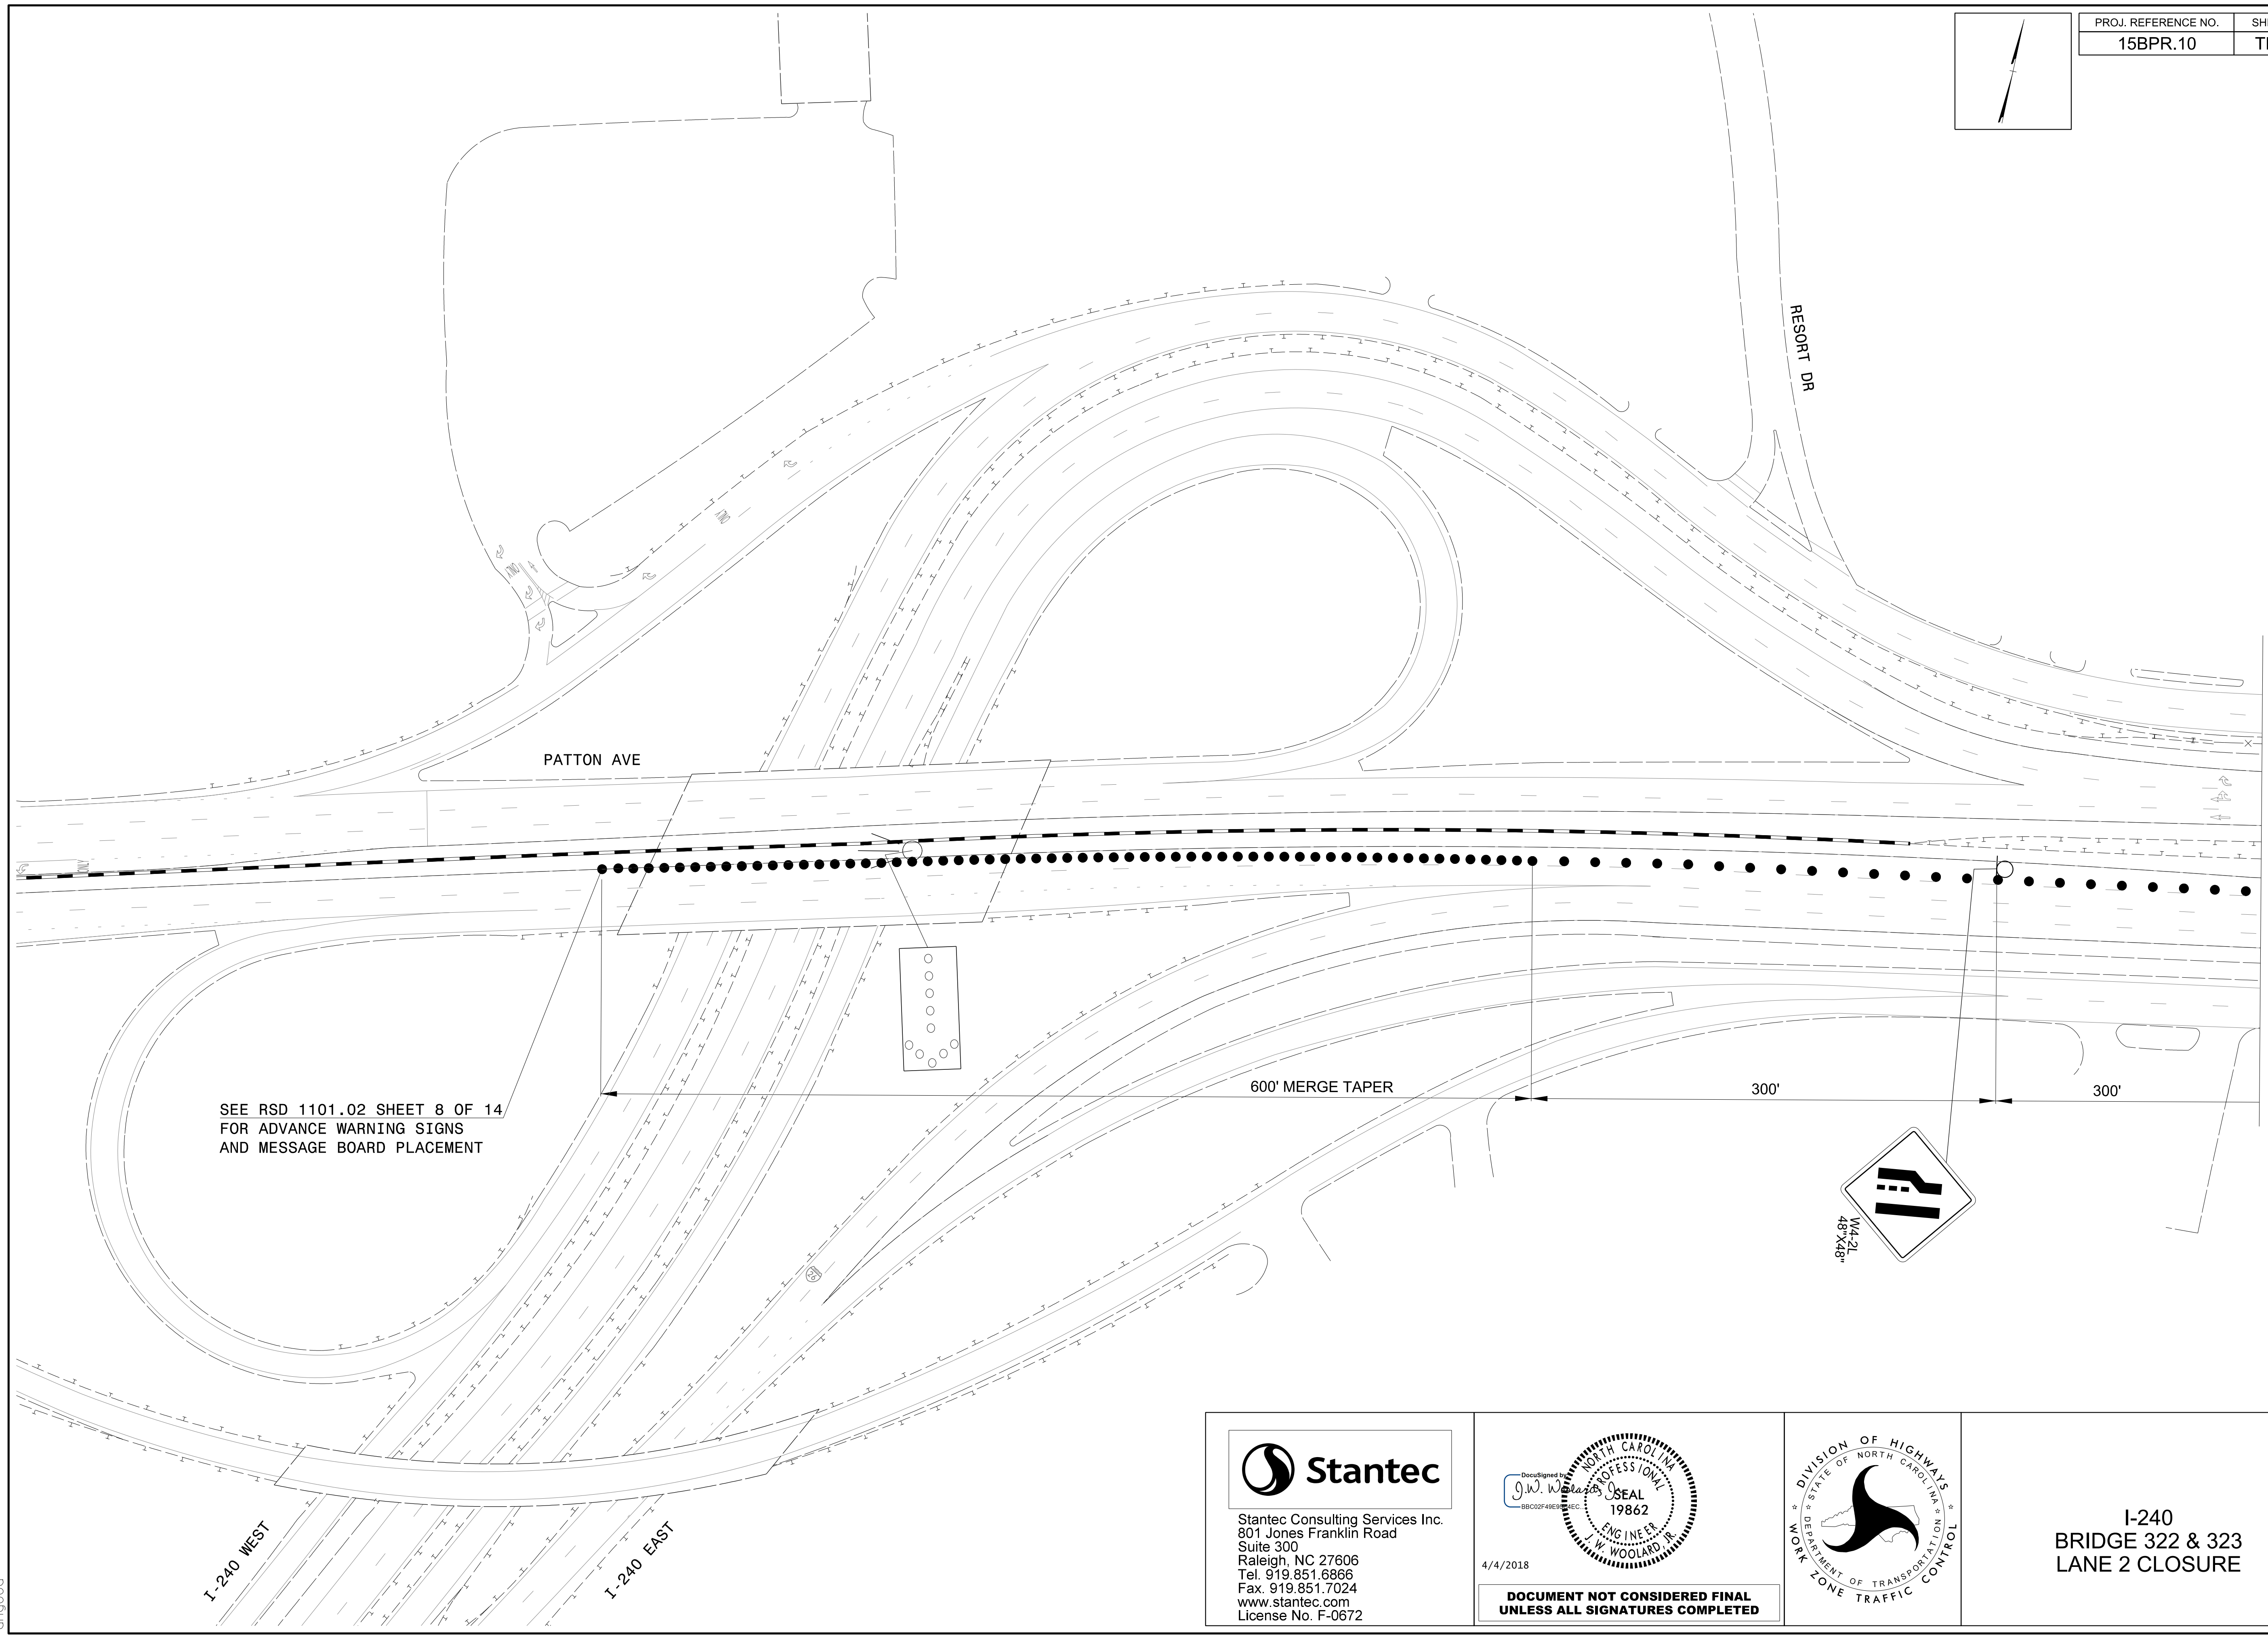 PROJ. REFERENCE NO.
15BPR.10
RESORT DR
PATTON AVE
ONLY
ONLY
SEE RSD 1101.02 SHEET 8 OF 14
FOR ADVANCE WARNING SIGNS
AND MESSAGE BOARD PLACEMENT
600' MERGE TAPER
300'
300'
W4-2L
48"X48"
26
I-240 WEST
I-240 EAST
Stantec
Stantec Consulting Services Inc.
801 Jones Franklin Road
Suite 300
Raleigh, NC 27606
Tel. 919.851.6866
Fax. 919.851.7024
www.stantec.com
License No. F-0672
DocuSigned by:
J.W. Woolard, Jr.
NORTH CAROLINA
PROFESSIONAL
SEAL
19862
ENGINEER
J. W. WOOLARD, JR.
4/4/2018
DOCUMENT NOT CONSIDERED FINAL
UNLESS ALL SIGNATURES COMPLETED
DIVISION OF HIGHWAYS
STATE OF NORTH CAROLINA
DEPARTMENT OF TRANSPORTATION
WORK ZONE TRAFFIC CONTROL
I-240
BRIDGE 322 & 323
LANE 2 CLOSURE